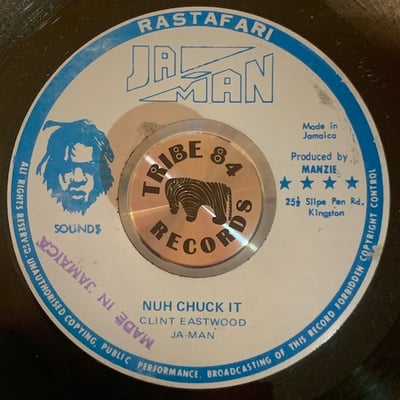 RASTAFARI
JA MAN
Made in
Jamaica
Produced by
MANZIE
25½ Slipe Pen Rd.
Kingston
SOUNDS
TRIBE 84
RECORDS
MADE IN JAMAICA
NUH CHUCK IT
CLINT EASTWOOD
JA-MAN
ALL RIGHTS RESERVED, UNAUTHORISED COPYING, PUBLIC PERFORMANCE, BROADCASTING OF THIS RECORD FORBIDDEN COPYRIGHT CONTROL